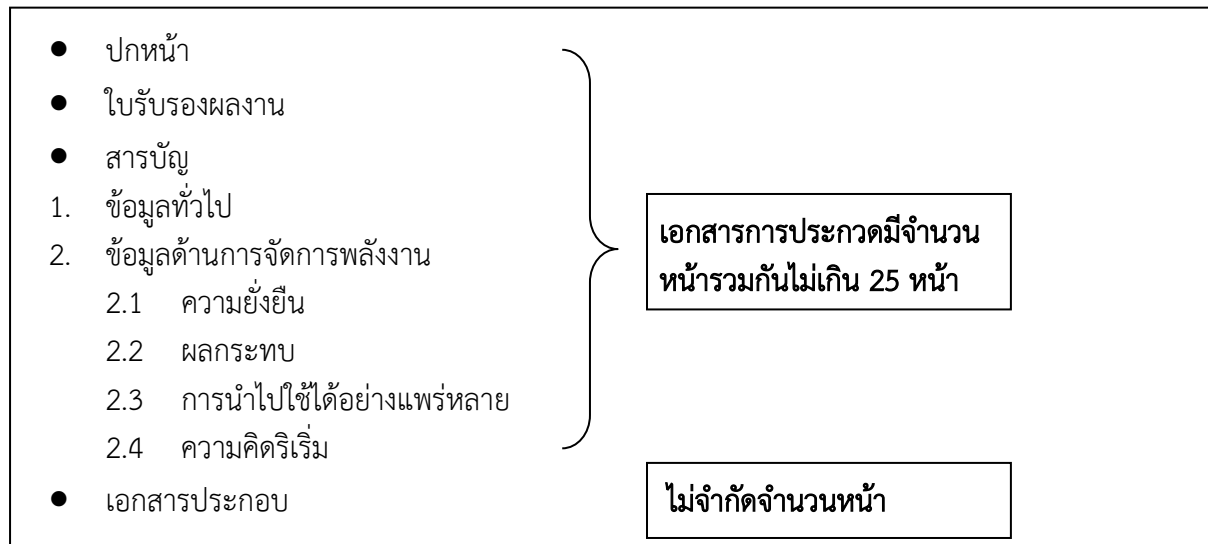 ● ปกหน้า
● ใบรับรองผลงาน
● สารบัญ
1. ข้อมูลทั่วไป
2. ข้อมูลด้านการจัดการพลังงาน
2.1 ความยั่งยืน
2.2 ผลกระทบ
2.3 การนำไปใช้ได้อย่างแพร่หลาย
2.4 ความคิดริเริ่ม
เอกสารการประกวดมีจำนวน
หน้ารวมกันไม่เกิน 25 หน้า
● เอกสารประกอบ
ไม่จำกัดจำนวนหน้า